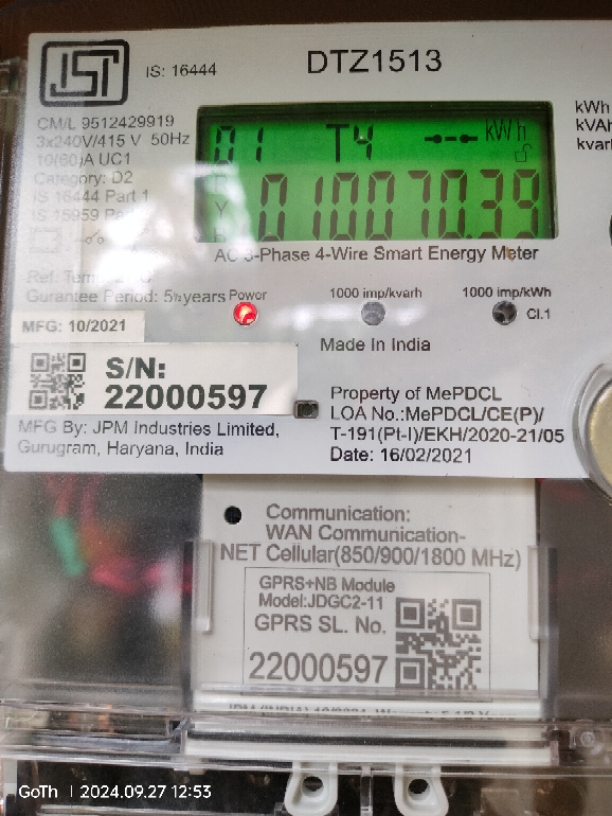 IS: 16444
DTZ1513
CM/L 9512429919
3x240V/415 V 50Hz
10(60)A UC1
Category: D2
IS 16444 Part 1
IS 15959
kWh
kVAh
kvarh
01 T4 kWh
R
Y
010070.39
AC 3-Phase 4-Wire Smart Energy Meter
Gurantee Period: 5½years
Power
1000 imp/kvarh
1000 imp/kWh
Cl.1
MFG: 10/2021
Made In India
S/N:
22000597
MFG By: JPM Industries Limited,
Gurugram, Haryana, India
Property of MePDCL
LOA No.:MePDCL/CE(P)/
T-191(Pt-I)/EKH/2020-21/05
Date: 16/02/2021
Communication:
WAN Communication-
NET Cellular(850/900/1800 MHz)
GPRS+NB Module
Model:JDGC2-11
GPRS SL. No.
22000597
GoTh | 2024.09.27 12:53